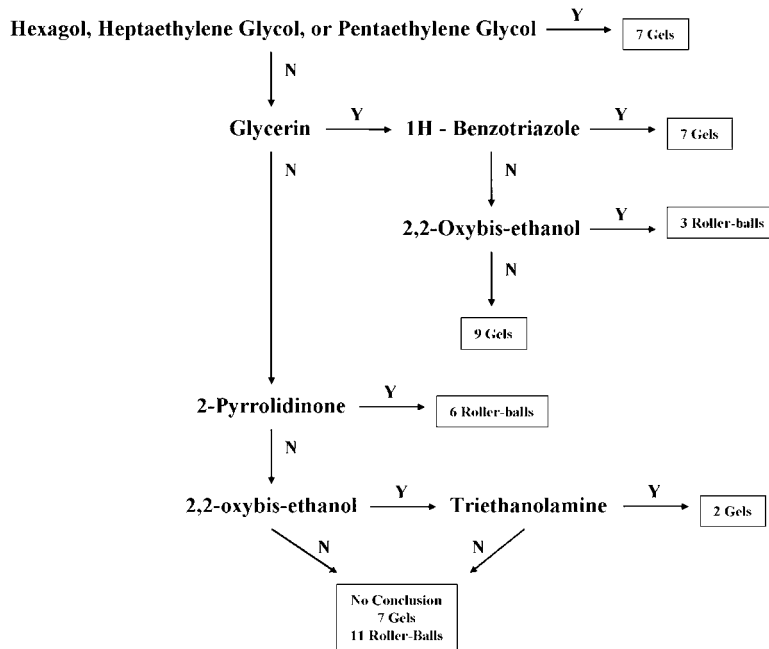 Hexagol, Heptaethylene Glycol, or Pentaethylene Glycol
Y
7 Gels
N
Glycerin
Y
1H - Benzotriazole
Y
7 Gels
N
N
2,2-Oxybis-ethanol
Y
3 Roller-balls
N
9 Gels
2-Pyrrolidinone
Y
6 Roller-balls
N
2,2-oxybis-ethanol
Y
Triethanolamine
Y
2 Gels
N
N
No Conclusion
7 Gels
11 Roller-Balls